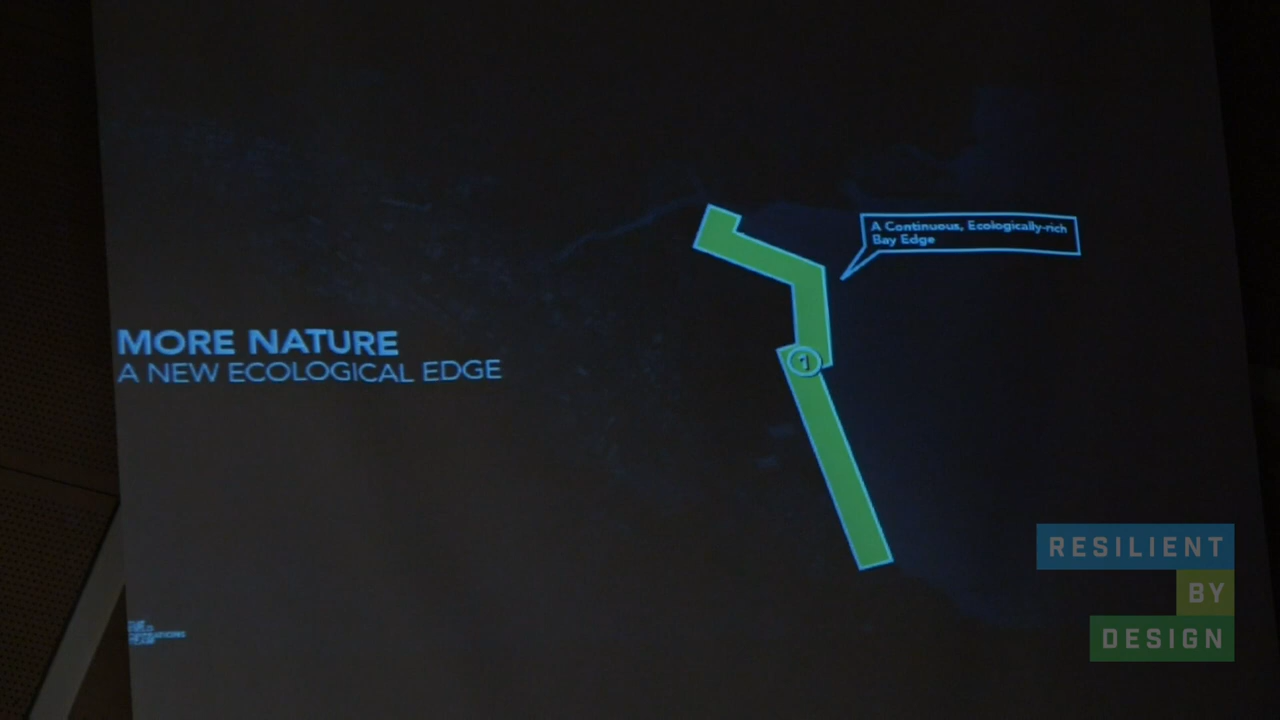 MORE NATURE
A NEW ECOLOGICAL EDGE
A Continuous, Ecologically-rich
Bay Edge
1
RESILIENT
BY
DESIGN